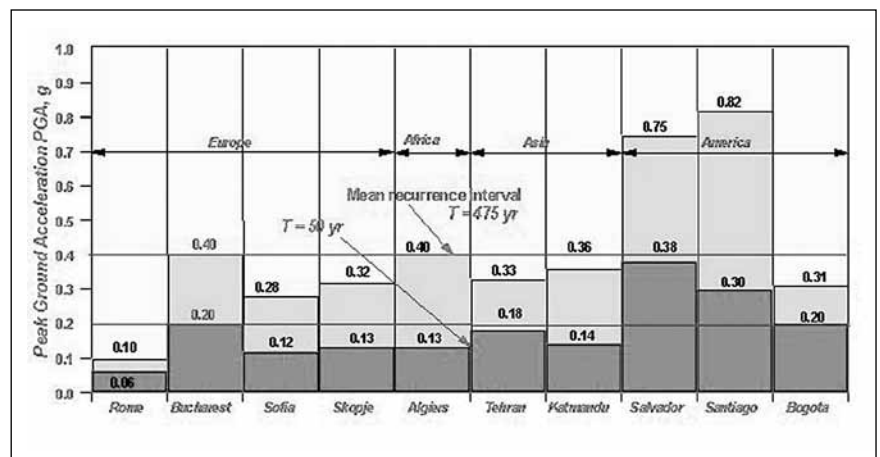 Peak Ground Acceleration PGA, g
1.0
0.9
0.8
0.7
0.6
0.5
0.4
0.3
0.2
0.1
0.0
Europe Africa Asia America
Mean recurrence interval
T = 475 yr
T = 50 yr
0.10 0.40 0.28 0.32 0.40 0.33 0.36 0.75 0.82 0.31
0.06 0.20 0.12 0.13 0.13 0.18 0.14 0.38 0.30 0.20
Rome Bucharest Sofia Skopje Algiers Tehran Katmandu Salvador Santiago Bogota